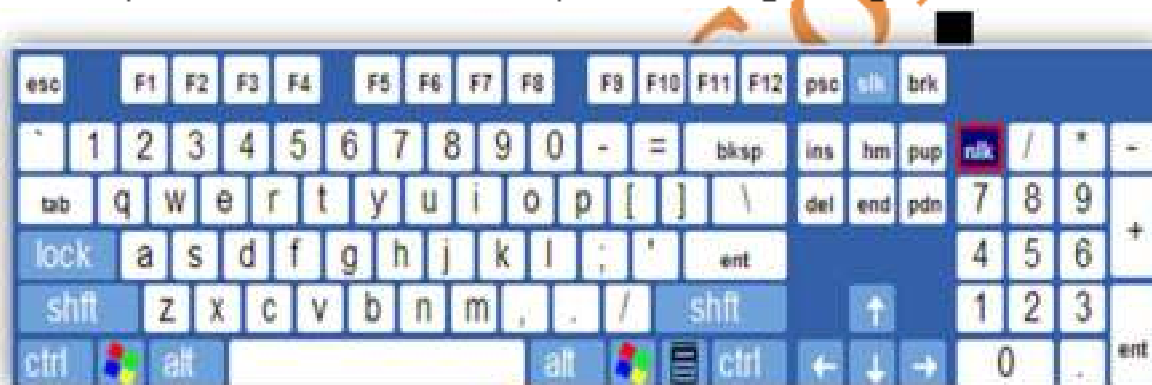 esc F1 F2 F3 F4 F5 F6 F7 F8 F9 F10 F11 F12 psc slk brk
` 1 2 3 4 5 6 7 8 9 0 - = bksp ins hm pup nlk / * -
tab q w e r t y u i o p [ ] \ del end pdn 7 8 9 +
lock a s d f g h j k l ; ' ent 4 5 6
shft z x c v b n m , . / shft ↑ 1 2 3 ent
ctrl alt alt ctrl ← ↓ → 0 .